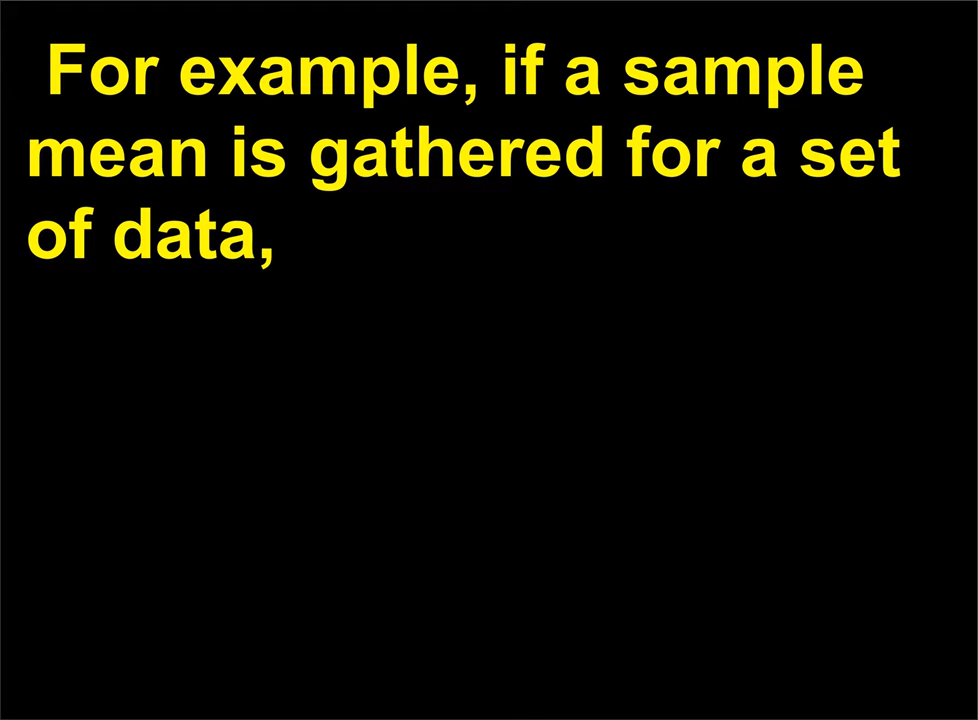 For example, if a sample
mean is gathered for a set
of data,